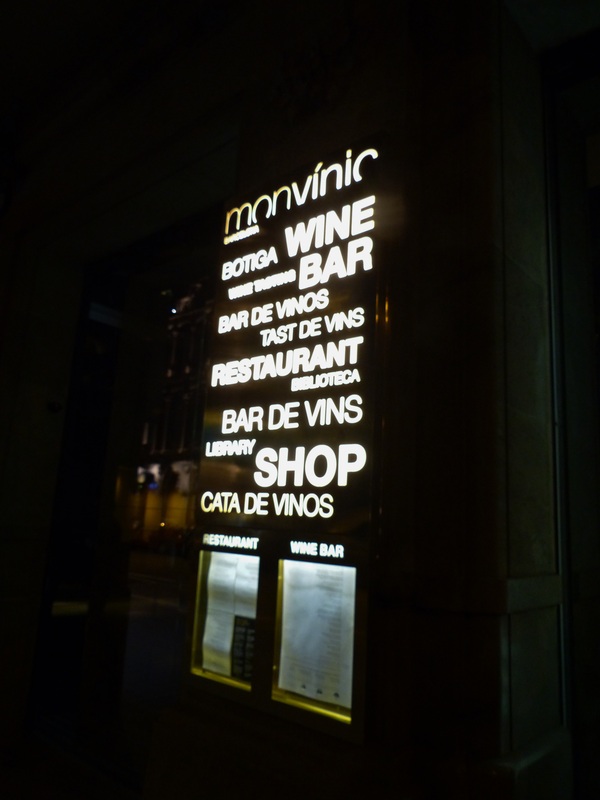 monvínic
BARCELONA
BOTIGA WINE
WINE TASTING BAR
BAR DE VINOS
TAST DE VINS
RESTAURANT
BIBLIOTECA
BAR DE VINS
LIBRARY
SHOP
CATA DE VINOS
RESTAURANT WINE BAR